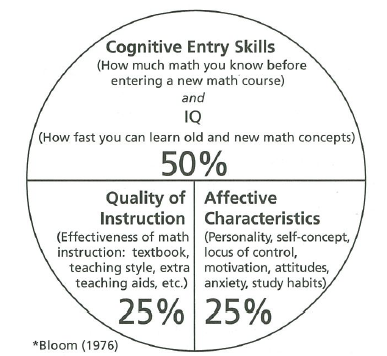 Cognitive Entry Skills
(How much math you know before
entering a new math course)
and
IQ
(How fast you can learn old and new math concepts)
50%
Quality of
Instruction
(Effectiveness of math
instruction: textbook,
teaching style, extra
teaching aids, etc.)
25%
Affective
Characteristics
(Personality, self-concept,
locus of control,
motivation, attitudes,
anxiety, study habits)
25%
*Bloom (1976)